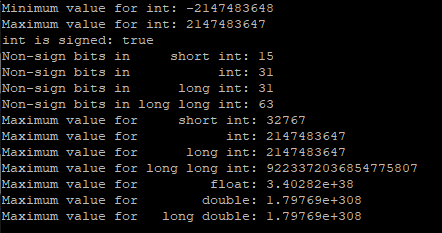 Minimum value for int: -2147483648
Maximum value for int: 2147483647
int is signed: true
Non-sign bits in     short int: 15
Non-sign bits in           int: 31
Non-sign bits in      long int: 31
Non-sign bits in long long int: 63
Maximum value for     short int: 32767
Maximum value for           int: 2147483647
Maximum value for      long int: 2147483647
Maximum value for long long int: 9223372036854775807
Maximum value for         float: 3.40282e+38
Maximum value for        double: 1.79769e+308
Maximum value for   long double: 1.79769e+308